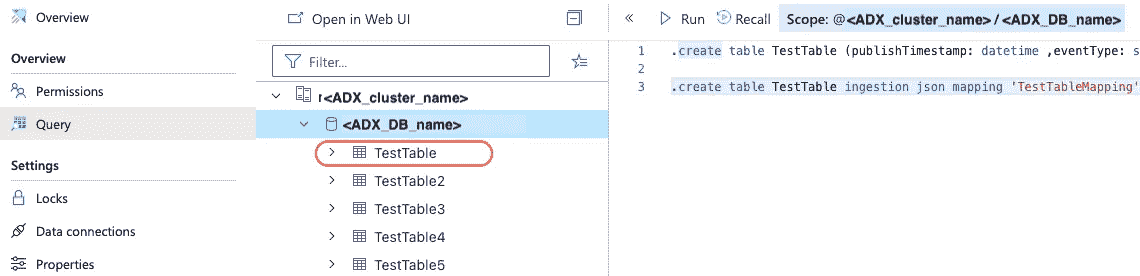 Overview
Overview
Permissions
Query
Settings
Locks
Data connections
Properties
Open in Web UI
Filter...
<ADX_cluster_name>
<ADX_DB_name>
TestTable
TestTable2
TestTable3
TestTable4
TestTable5
« Run Recall Scope: @<ADX_cluster_name> / <ADX_DB_name>
1 .create table TestTable (publishTimestamp: datetime ,eventType: s
2
3 .create table TestTable ingestion json mapping 'TestTableMapping'